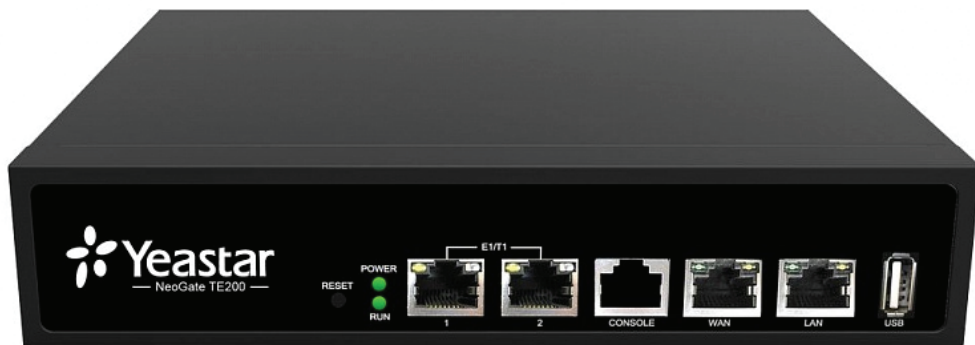 Yeastar
NeoGate TE200
RESET
POWER
RUN
E1/T1
1
2
CONSOLE
WAN
LAN
USB